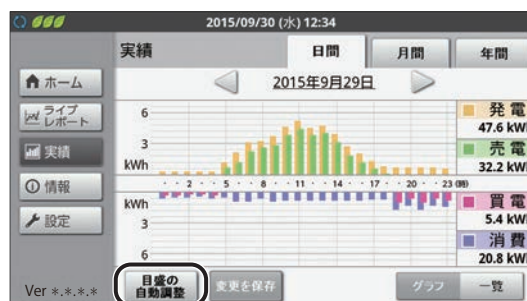 2015/09/30 (水) 12:34
実績
日間
月間
年間
ホーム
ライブ
レポート
実績
情報
設定
2015年9月29日
6
3
kWh
発電
47.6 kW
売電
32.2 kW
· · 2 · · 5 · · 8 · · 11 · · 14 · · 17 · · 20 · · 23 (時)
kWh
3
6
買電
5.4 kW
消費
20.8 kW
Ver *.*.*.*
目盛の
自動調整
変更を保存
グラフ
一覧